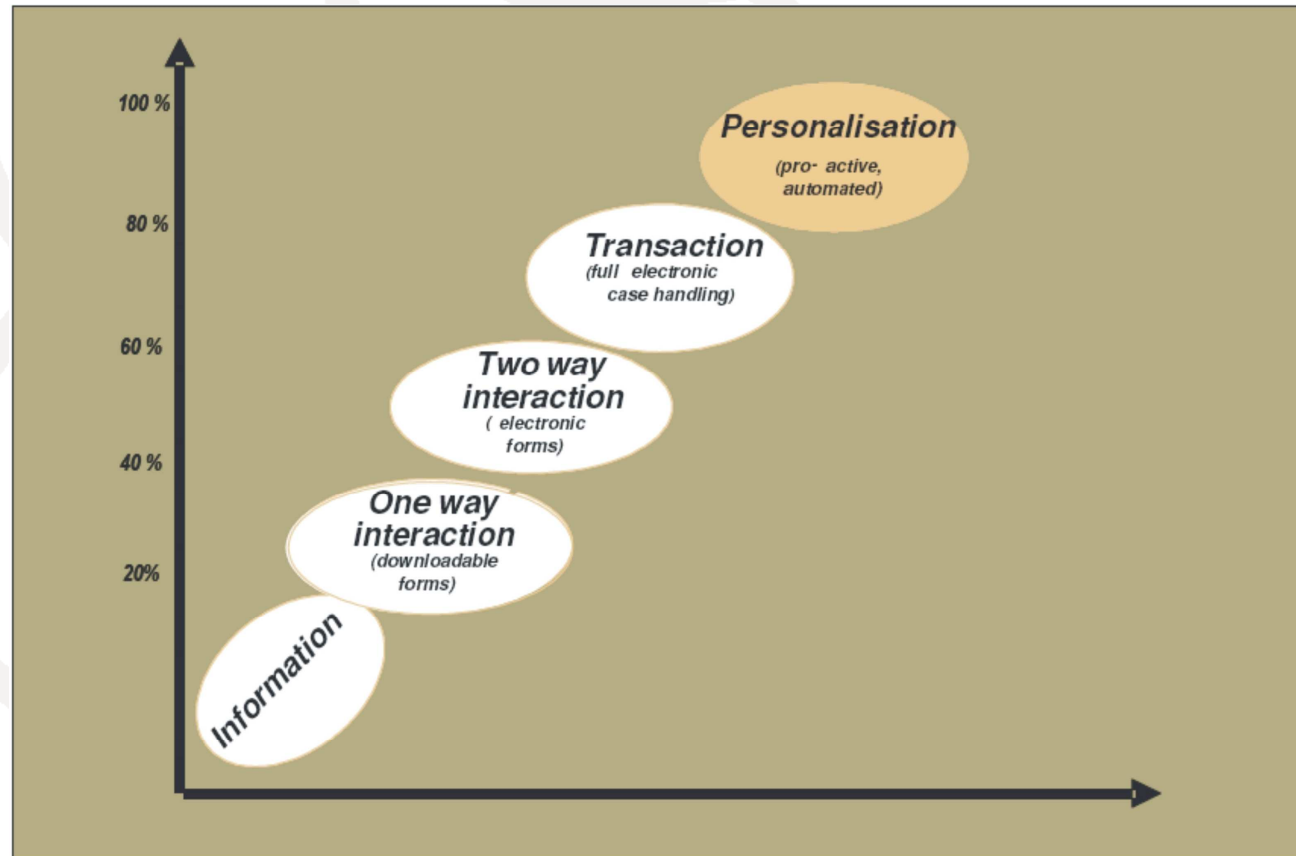 100 %
Personalisation
(pro- active,
automated)
80 %
Transaction
(full electronic
case handling)
60 %
Two way
interaction
( electronic
forms)
40 %
One way
interaction
(downloadable
forms)
20%
Information